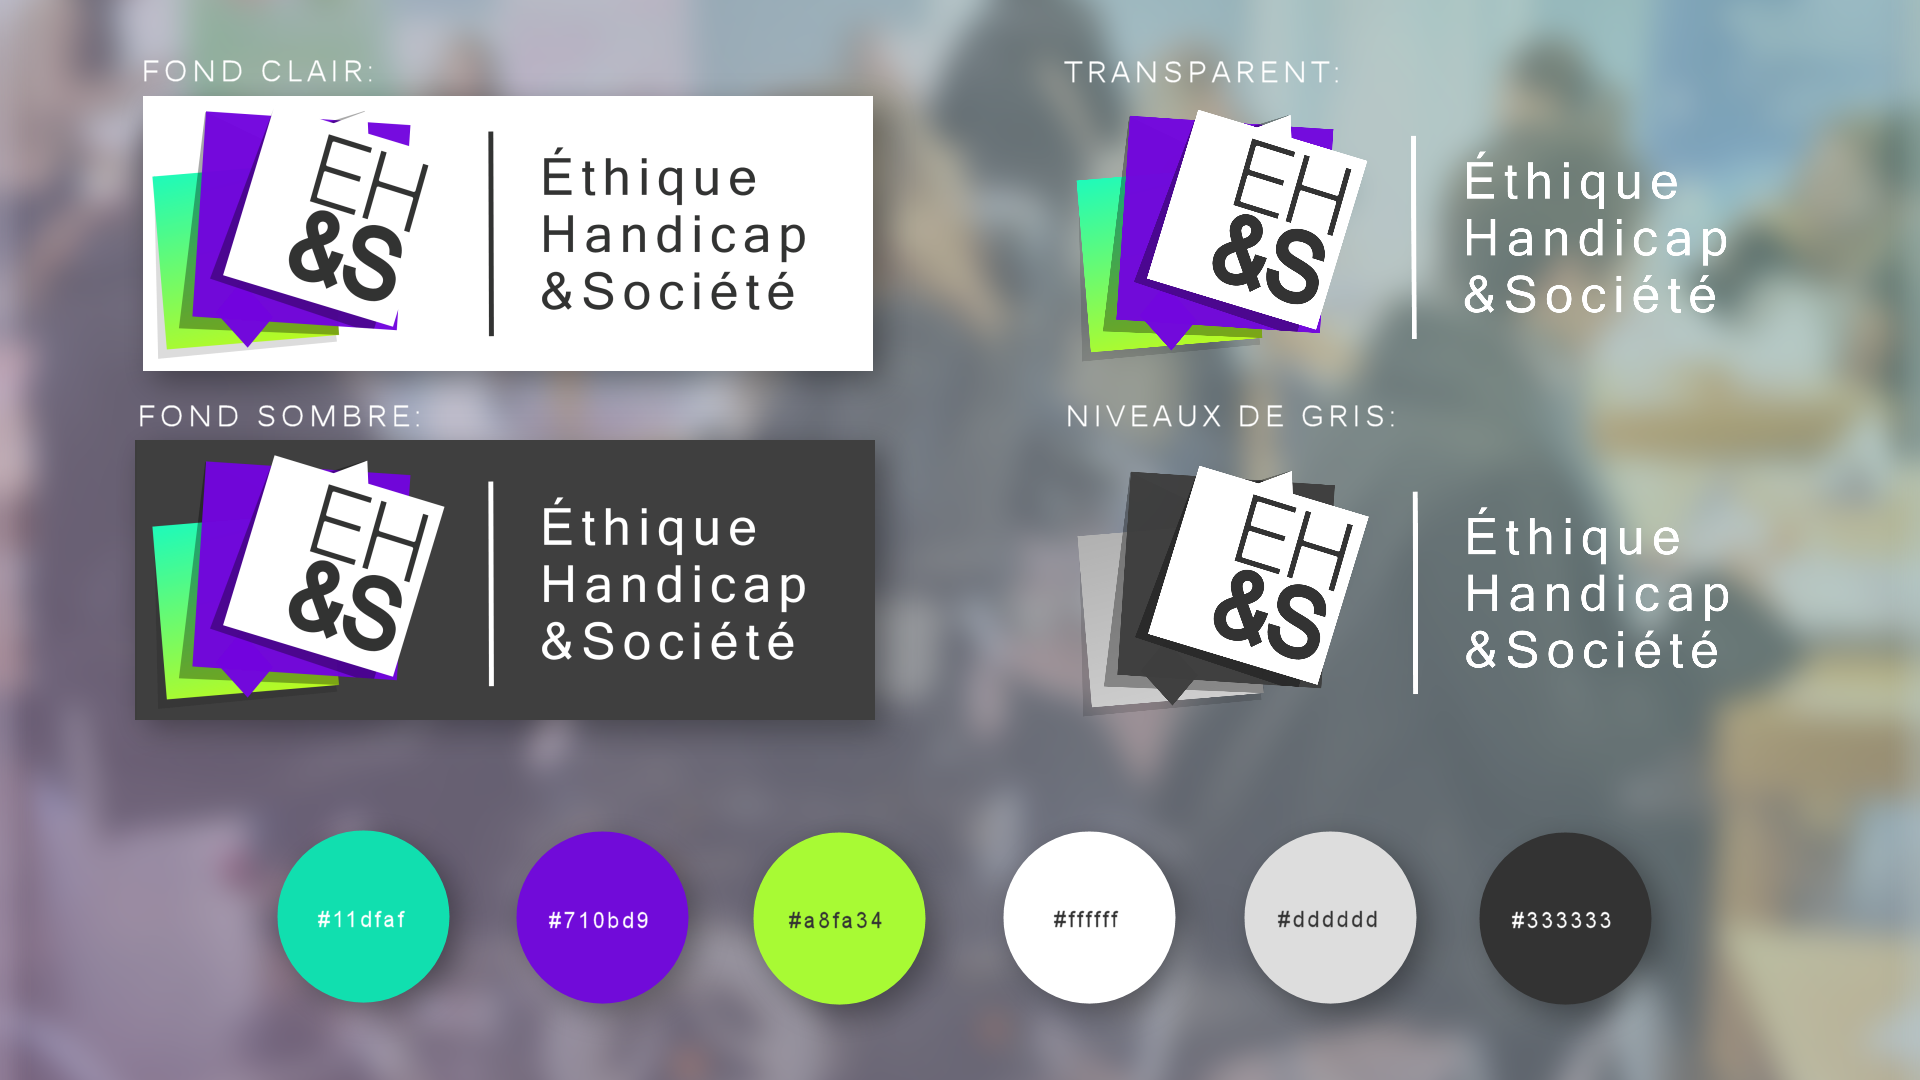 FOND CLAIR:
EH
&S
Éthique
Handicap
&Société
TRANSPARENT:
EH
&S
Éthique
Handicap
&Société
FOND SOMBRE:
EH
&S
Éthique
Handicap
&Société
NIVEAUX DE GRIS:
EH
&S
Éthique
Handicap
&Société
#11dfaf
#710bd9
#a8fa34
#ffffff
#dddddd
#333333